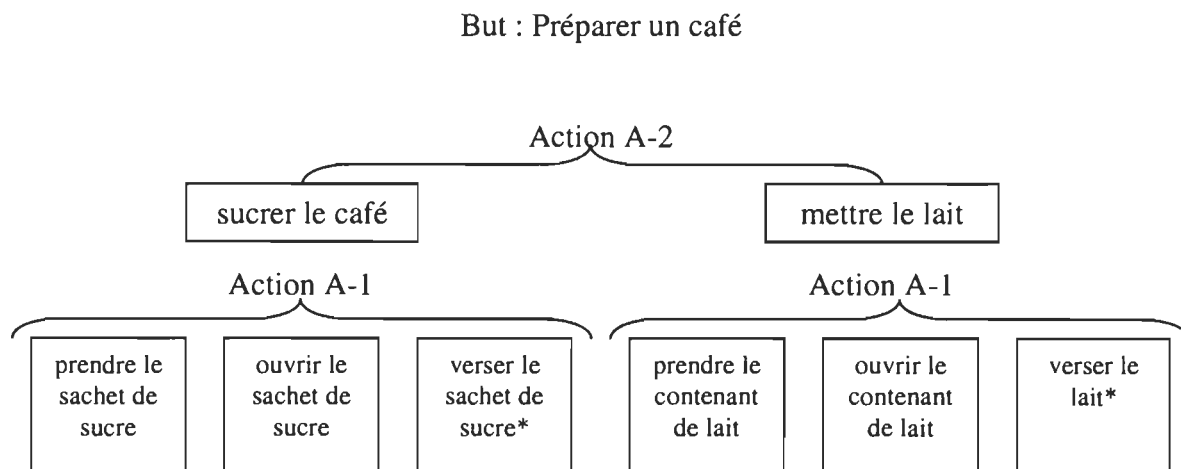 But : Préparer un café
Action A-2
sucrer le café
mettre le lait
Action A-1
Action A-1
prendre le
sachet de
sucre
ouvrir le
sachet de
sucre
verser le
sachet de
sucre*
prendre le
contenant
de lait
ouvrir le
contenant
de lait
verser le
lait*